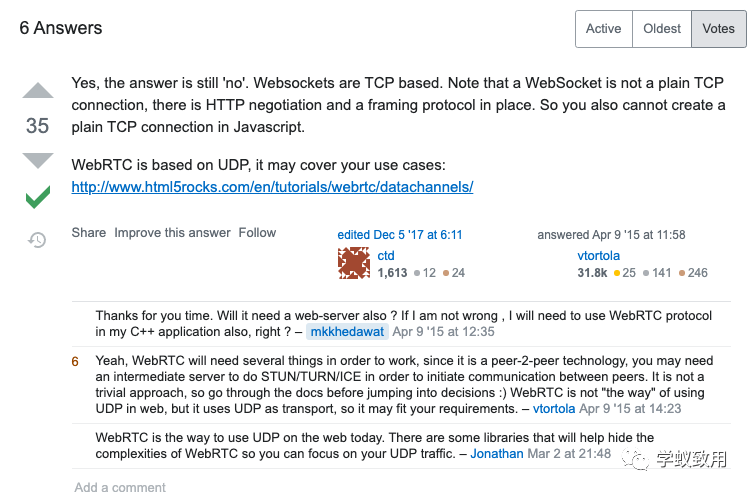 6 Answers
Active Oldest Votes
Yes, the answer is still 'no'. Websockets are TCP based. Note that a WebSocket is not a plain TCP
connection, there is HTTP negotiation and a framing protocol in place. So you also cannot create a
plain TCP connection in Javascript.
35
WebRTC is based on UDP, it may cover your use cases:
http://www.html5rocks.com/en/tutorials/webrtc/datachannels/
Share Improve this answer Follow
edited Dec 5 '17 at 6:11
ctd
1,613 12 24
answered Apr 9 '15 at 11:58
vtortola
31.8k 25 141 246
Thanks for you time. Will it need a web-server also ? If I am not wrong , I will need to use WebRTC protocol
in my C++ application also, right ? – mkkhedawat Apr 9 '15 at 12:35
6 Yeah, WebRTC will need several things in order to work, since it is a peer-2-peer technology, you may need
an intermediate server to do STUN/TURN/ICE in order to initiate communication between peers. It is not a
trivial approach, so go through the docs before jumping into decisions :) WebRTC is not "the way" of using
UDP in web, but it uses UDP as transport, so it may fit your requirements. – vtortola Apr 9 '15 at 14:23
WebRTC is the way to use UDP on the web today. There are some libraries that will help hide the
complexities of WebRTC so you can focus on your UDP traffic. – Jonathan Mar 2 at 21:48
学蚁致用
Add a comment